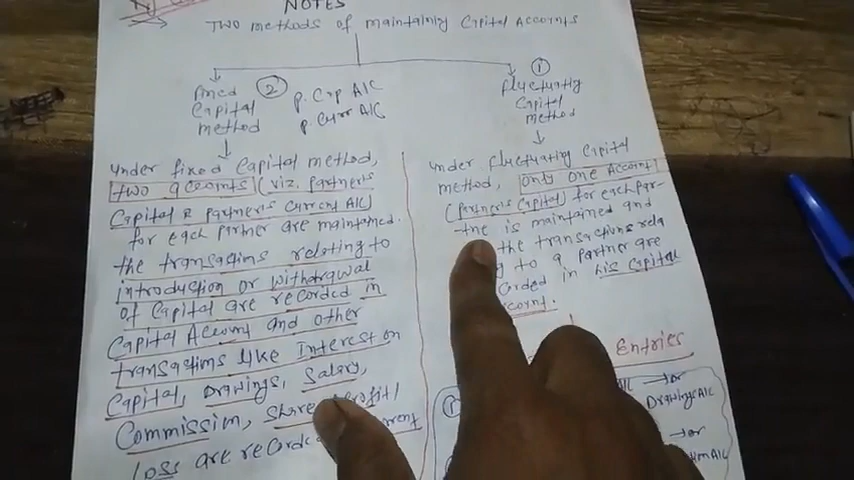 NOTES
TWO methods of maintaining Capital Accounts
② ①
Fixed
Capital
method
P. Cap A/C
P. Curr A/C
fluctuating
Capital
method
Under fixed Capital method,
two accounts (viz. Partner's
Capital & Partner's Current A/C)
for each Partner are maintained.
the transactions relating to
introduction or withdrawal
of Capital are recorded in
Capital Account and other
transactions like Interest on
Capital, Drawings, Salary,
Commission, Share Profit/
loss are recorded
Under fluctuating Capital
method, only one Account
(Partner's Capital) for each Par-
tne is maintained and
the transactions rela
to a Partner are
in his Capital
Entries
→ Dr
Drawings A/C
→ Dr